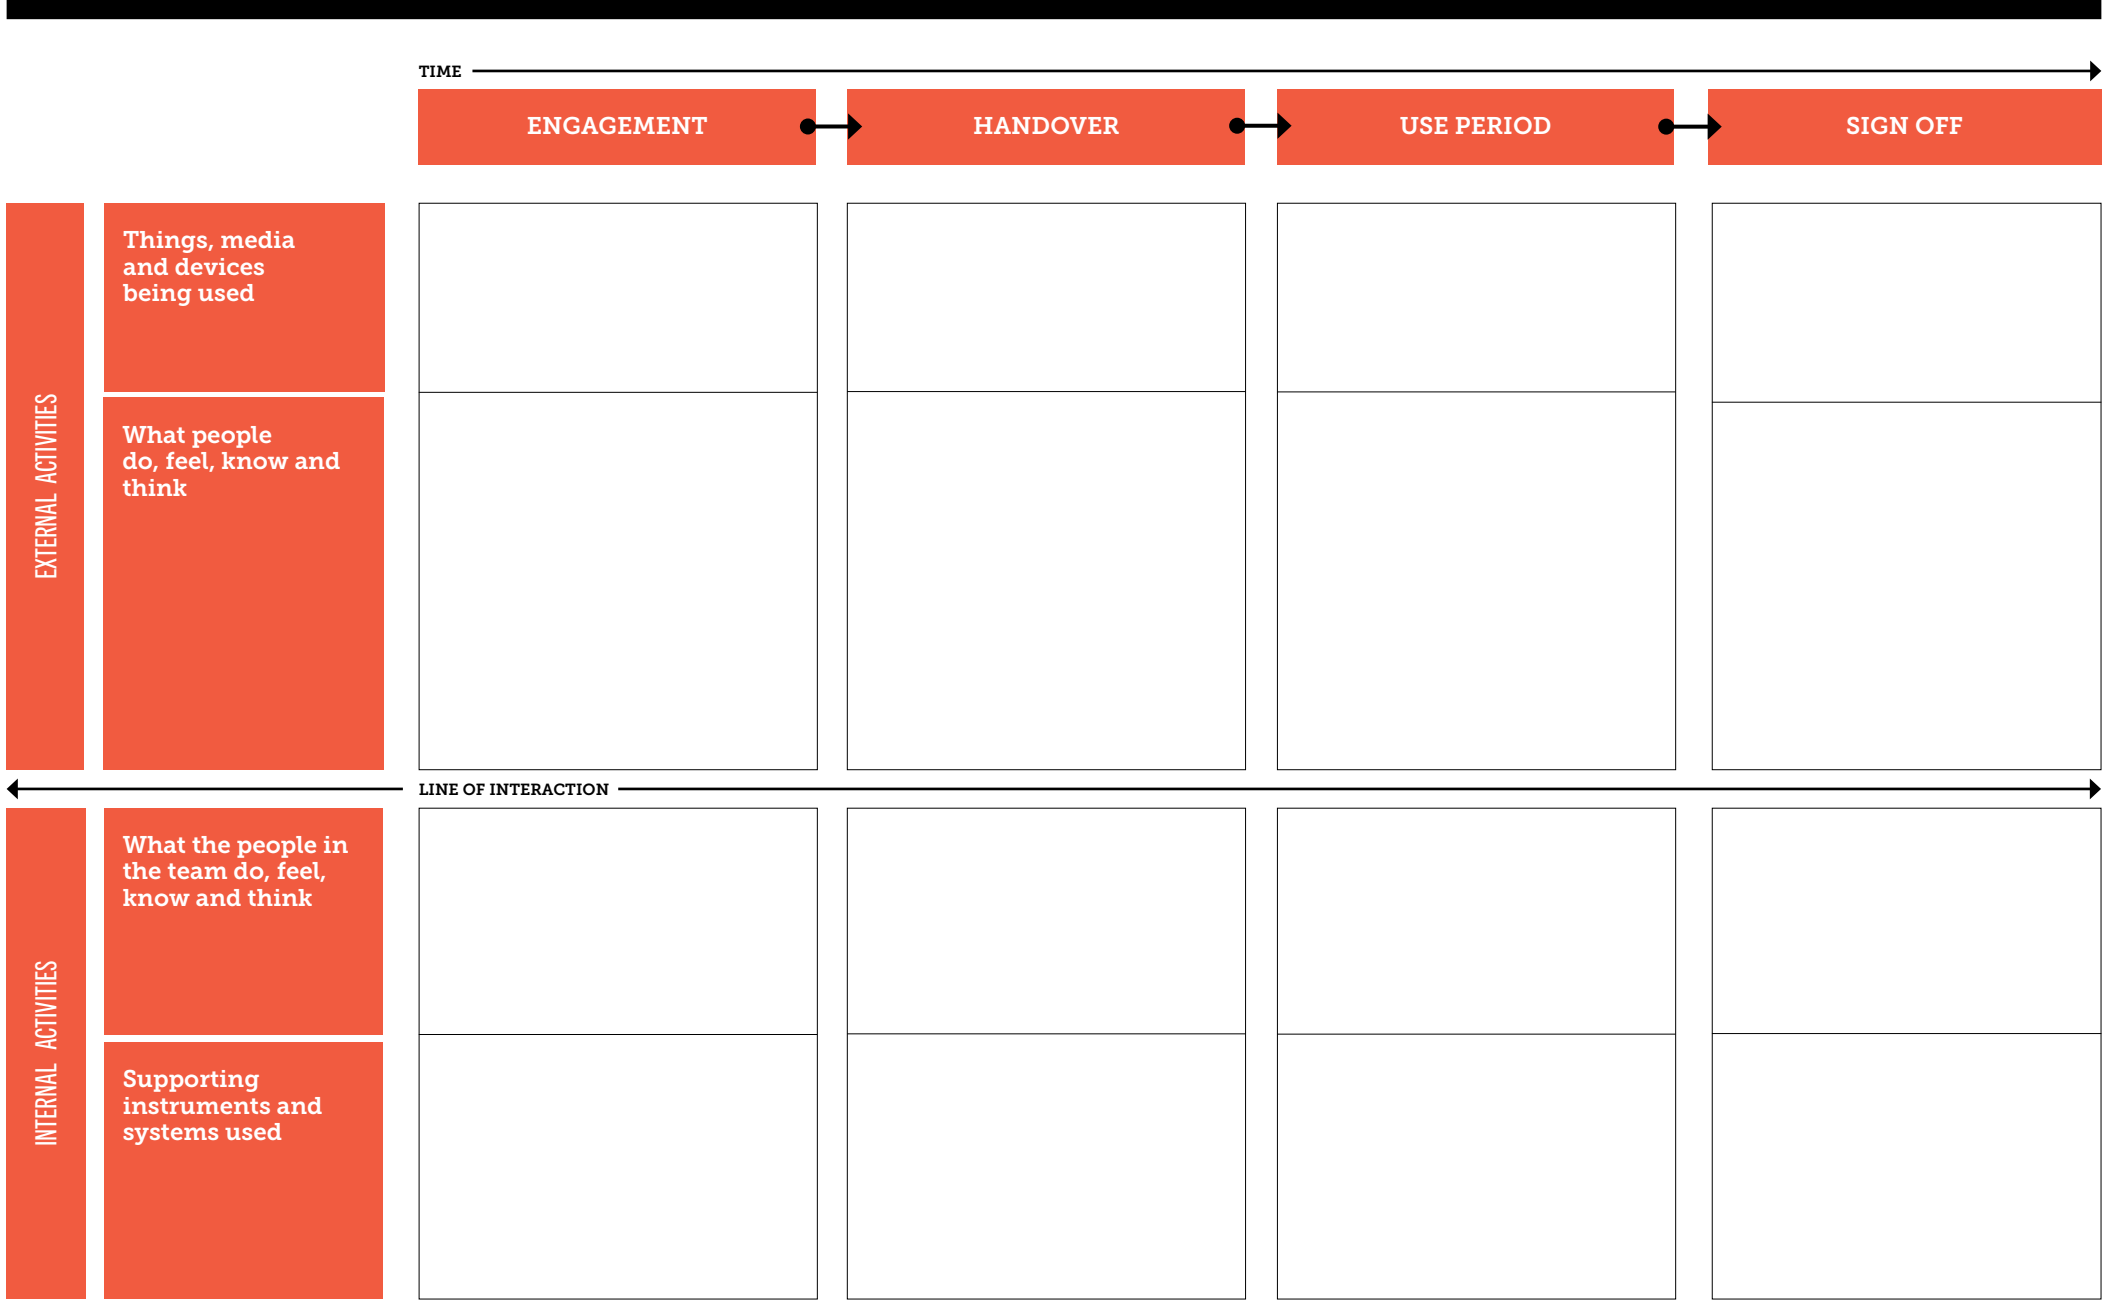 TIME
ENGAGEMENT
HANDOVER
USE PERIOD
SIGN OFF
EXTERNAL ACTIVITIES
Things, media
and devices
being used
What people
do, feel, know and
think
LINE OF INTERACTION
INTERNAL ACTIVITIES
What the people in
the team do, feel,
know and think
Supporting
instruments and
systems used